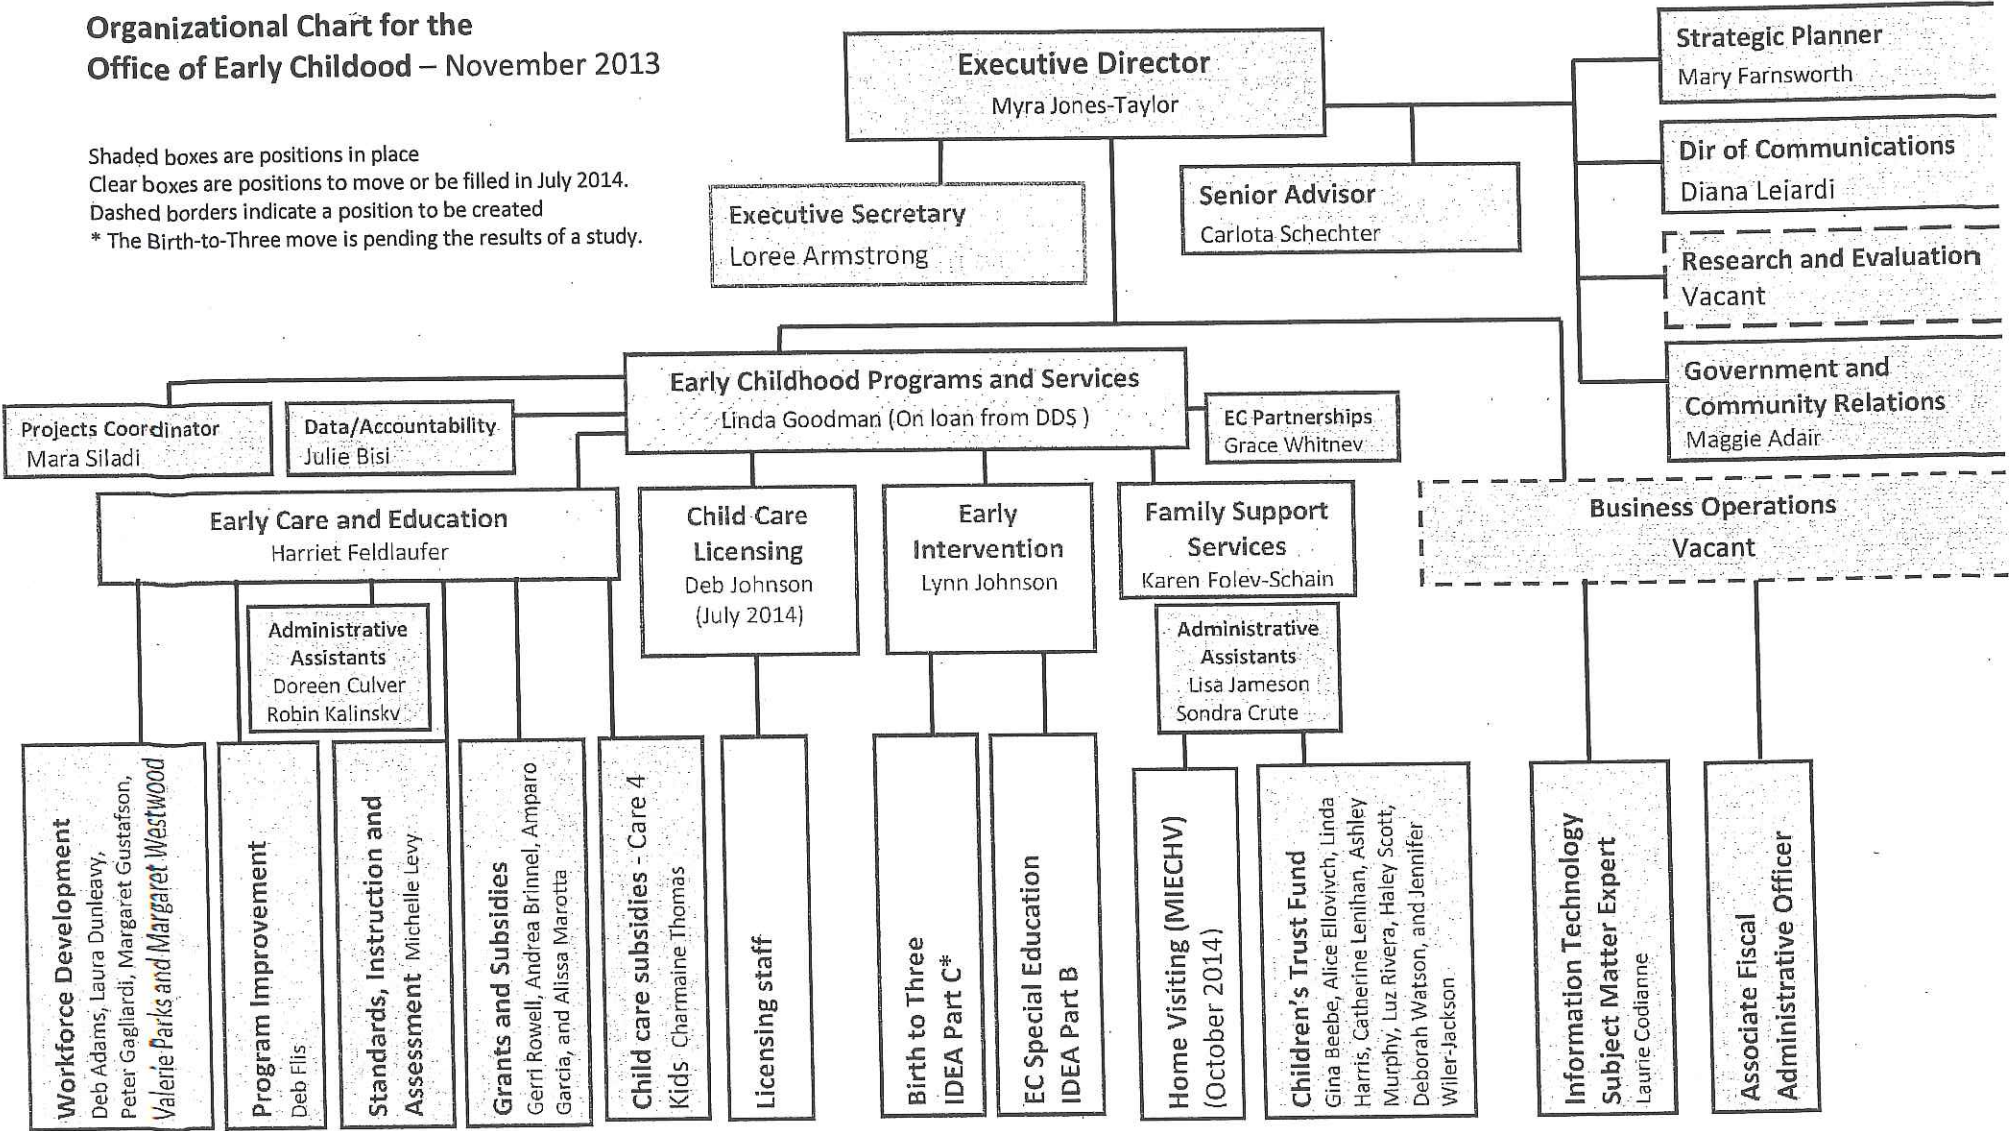 Organizational Chart for the
Office of Early Childood – November 2013
Shaded boxes are positions in place
Clear boxes are positions to move or be filled in July 2014.
Dashed borders indicate a position to be created
* The Birth-to-Three move is pending the results of a study.
Executive Director
Myra Jones-Taylor
Strategic Planner
Mary Farnsworth
Dir of Communications
Diana Lejardi
Research and Evaluation
Vacant
Government and
Community Relations
Maggie Adair
Executive Secretary
Loree Armstrong
Senior Advisor
Carlota Schechter
Early Childhood Programs and Services
Linda Goodman (On loan from DDS )
Projects Coordinator
Mara Siladi
Data/Accountability
Julie Bisi
EC Partnerships
Grace Whitney
Early Care and Education
Harriet Feldlaufer
Child Care
Licensing
Deb Johnson
(July 2014)
Early
Intervention
Lynn Johnson
Family Support
Services
Karen Foley-Schain
Business Operations
Vacant
Administrative
Assistants
Doreen Culver
Robin Kalinsky
Administrative
Assistants
Lisa Jameson
Sondra Crute
Workforce Development
Deb Adams, Laura Dunleavy,
Peter Gagliardi, Margaret Gustafson,
Valerie Parks and Margaret Westwood
Program Improvement
Deb Flis
Standards, Instruction and
Assessment Michelle Levy
Grants and Subsidies
Gerri Rowell, Andrea Brinnel, Amparo
Garcia, and Alissa Marotta
Child care subsidies - Care 4
Kids Charmaine Thomas
Licensing staff
Birth to Three
IDEA Part C*
EC Special Education
IDEA Part B
Home Visiting (MIECHV)
(October 2014)
Children's Trust Fund
Gina Beebe, Alice Ellovivch, Linda
Harris, Catherine Lenihan, Ashley
Murphy, Luz Rivera, Haley Scott,
Deborah Watson, and Jennifer
Wiler-Jackson
Information Technology
Subject Matter Expert
Laurie Codianne
Associate Fiscal
Administrative Officer